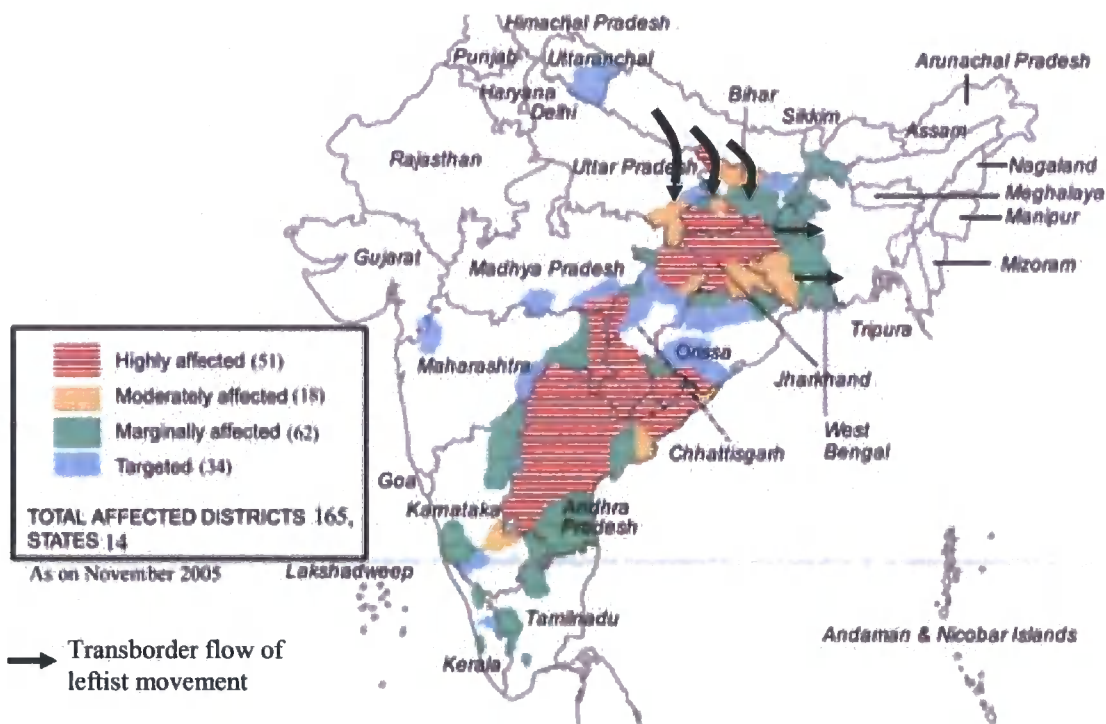 Himachal Pradesh
Punjab
Uttaranchal
Haryana
Delhi
Arunachal Pradesh
Bihar
Sikkim
Assam
Rajasthan
Uttar Pradesh
Nagaland
Meghalaya
Manipur
Gujarat
Madhya Pradesh
Mizoram
Tripura
Highly affected (51)
Moderately affected (18)
Marginally affected (62)
Targeted (34)
TOTAL AFFECTED DISTRICTS 165,
STATES 14
As on November 2005
Maharashtra
Orissa
Jharkhand
West
Bengal
Chhattisgarh
Goa
Karnataka
Andhra
Pradesh
Lakshadweep
Tamilnadu
Kerala
Andaman & Nicobar Islands
Transborder flow of
leftist movement